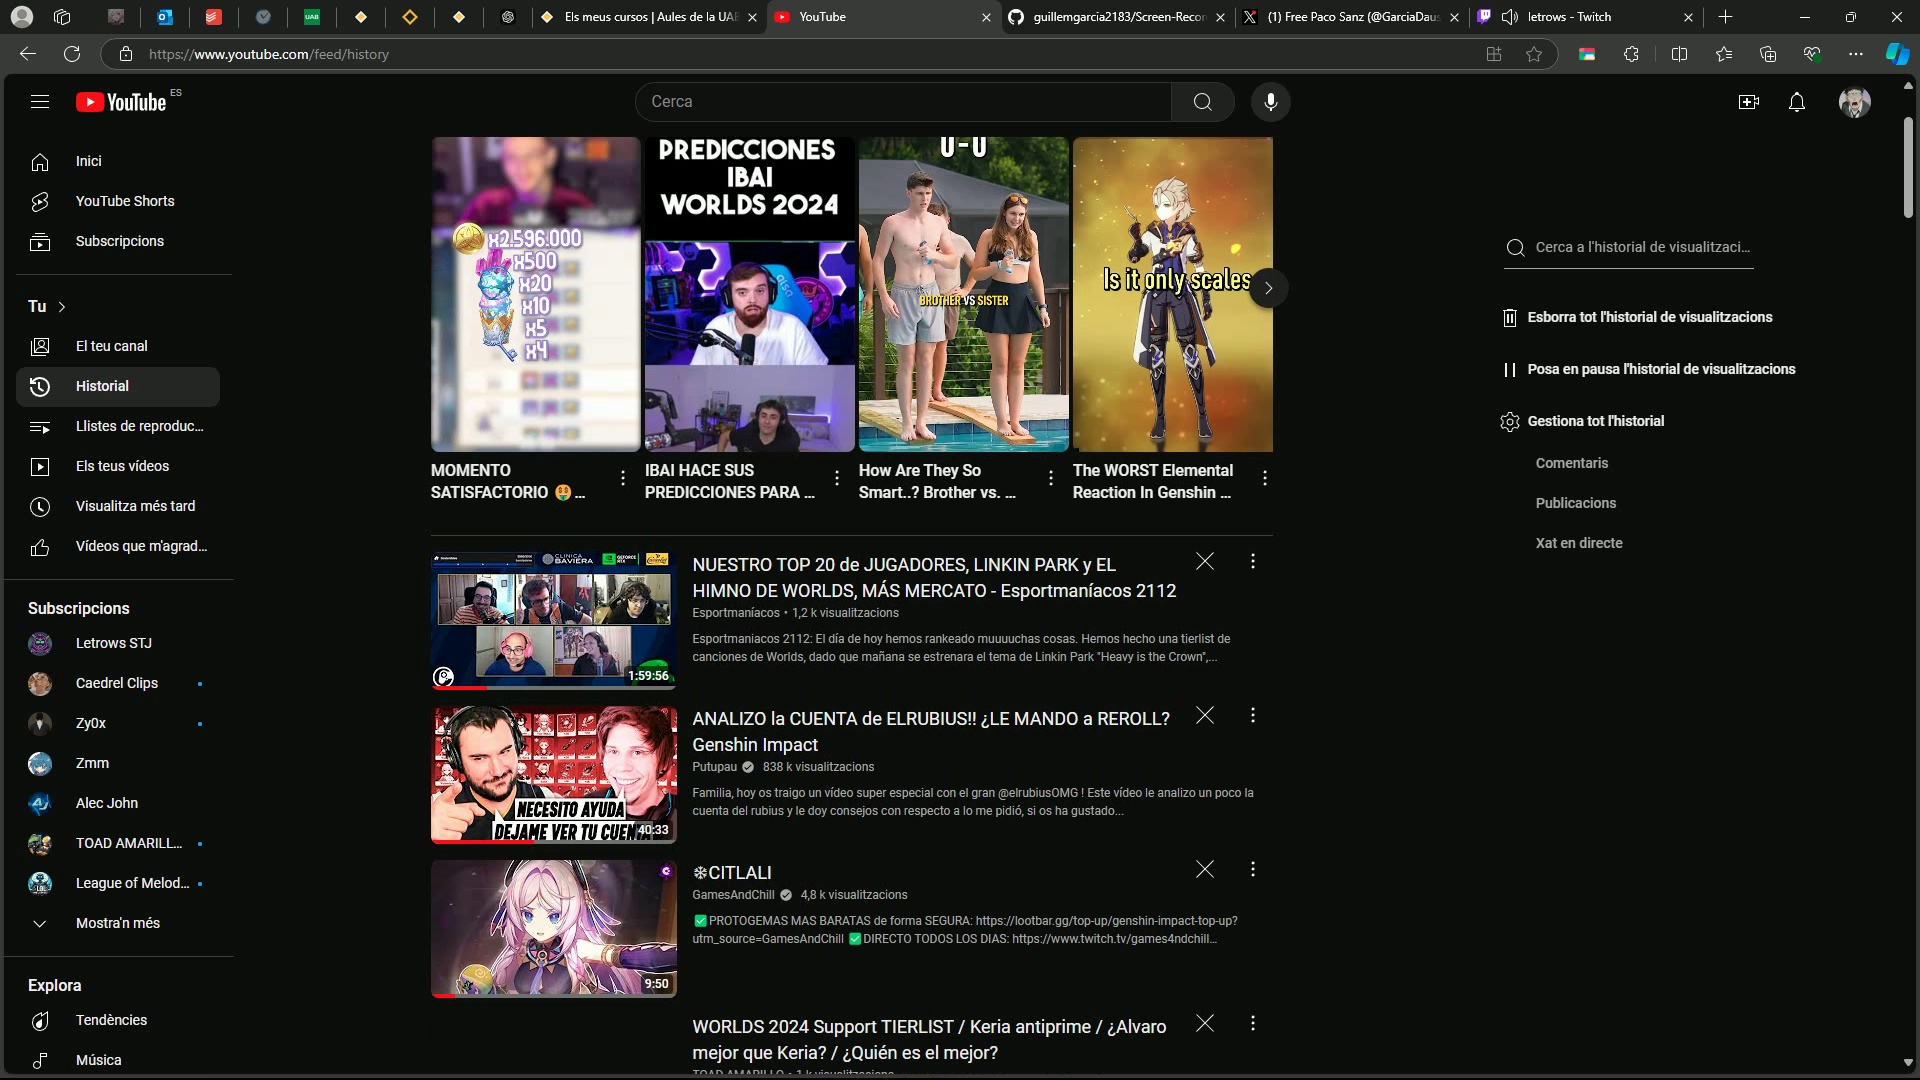 UAB
Els meus cursos | Aules de la UAB
YouTube
guillemgarcia2183/Screen-Recor
(1) Free Paco Sanz (@GarciaDaus
letrows - Twitch
https://www.youtube.com/feed/history
YouTube ES
Cerca
Inici
YouTube Shorts
Subscripcions
Tu
El teu canal
Historial
Llistes de reproduc...
Els teus vídeos
Visualitza més tard
Vídeos que m'agrad...
Subscripcions
Letrows STJ
Caedrel Clips
Zy0x
Zmm
Alec John
TOAD AMARILL...
League of Melod...
Mostra'n més
Explora
Tendències
Música
x2.596.000
x500
x20
x10
x5
x4
MOMENTO
SATISFACTORIO 🤑 ...
PREDICCIONES
IBAI
WORLDS 2024
IBAI HACE SUS
PREDICCIONES PARA ...
0-0
BROTHER VS SISTER
How Are They So
Smart..? Brother vs. ...
Is it only scales
The WORST Elemental
Reaction In Genshin ...
CLINICA
BAVIERA
GEFORCE
RTX
1:59:56
NUESTRO TOP 20 de JUGADORES, LINKIN PARK y EL
HIMNO DE WORLDS, MÁS MERCATO - Esportmaníacos 2112
Esportmaníacos • 1,2 k visualitzacions
Esportmaniacos 2112: El día de hoy hemos rankeado muuuuchas cosas. Hemos hecho una tierlist de
canciones de Worlds, dado que mañana se estrenara el tema de Linkin Park "Heavy is the Crown",...
NECESITO AYUDA
DEJAME VER TU CUENTA
40:33
ANALIZO la CUENTA de ELRUBIUS!! ¿LE MANDO a REROLL?
Genshin Impact
Putupau 838 k visualitzacions
Familia, hoy os traigo un vídeo super especial con el gran @elrubiusOMG ! Este vídeo le analizo un poco la
cuenta del rubius y le doy consejos con respecto a lo me pidió, si os ha gustado...
9:50
❄CITLALI
GamesAndChill 4,8 k visualitzacions
✅PROTOGEMAS MAS BARATAS de forma SEGURA: https://lootbar.gg/top-up/genshin-impact-top-up?
utm_source=GamesAndChill ✅DIRECTO TODOS LOS DIAS: https://www.twitch.tv/games4ndchill...
WORLDS 2024 Support TIERLIST / Keria antiprime / ¿Alvaro
mejor que Keria? / ¿Quién es el mejor?
TOAD AMARILLO • 1 k visualitzacions
Cerca a l'historial de visualitzaci...
Esborra tot l'historial de visualitzacions
Posa en pausa l'historial de visualitzacions
Gestiona tot l'historial
Comentaris
Publicacions
Xat en directe